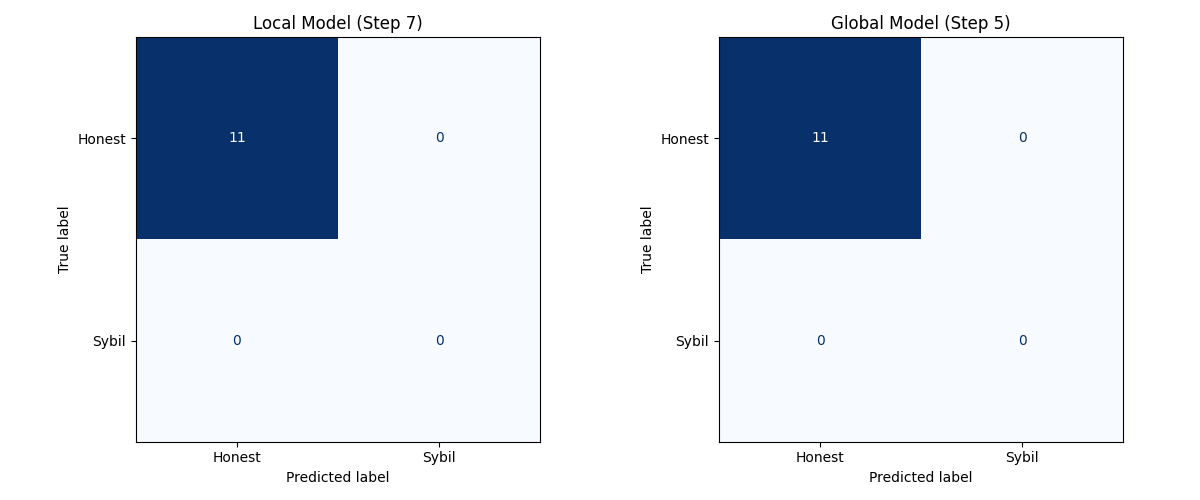 Local Model (Step 7)
True label
Honest
11
0
Sybil
0
0
Honest
Sybil
Predicted label
Global Model (Step 5)
True label
Honest
11
0
Sybil
0
0
Honest
Sybil
Predicted label